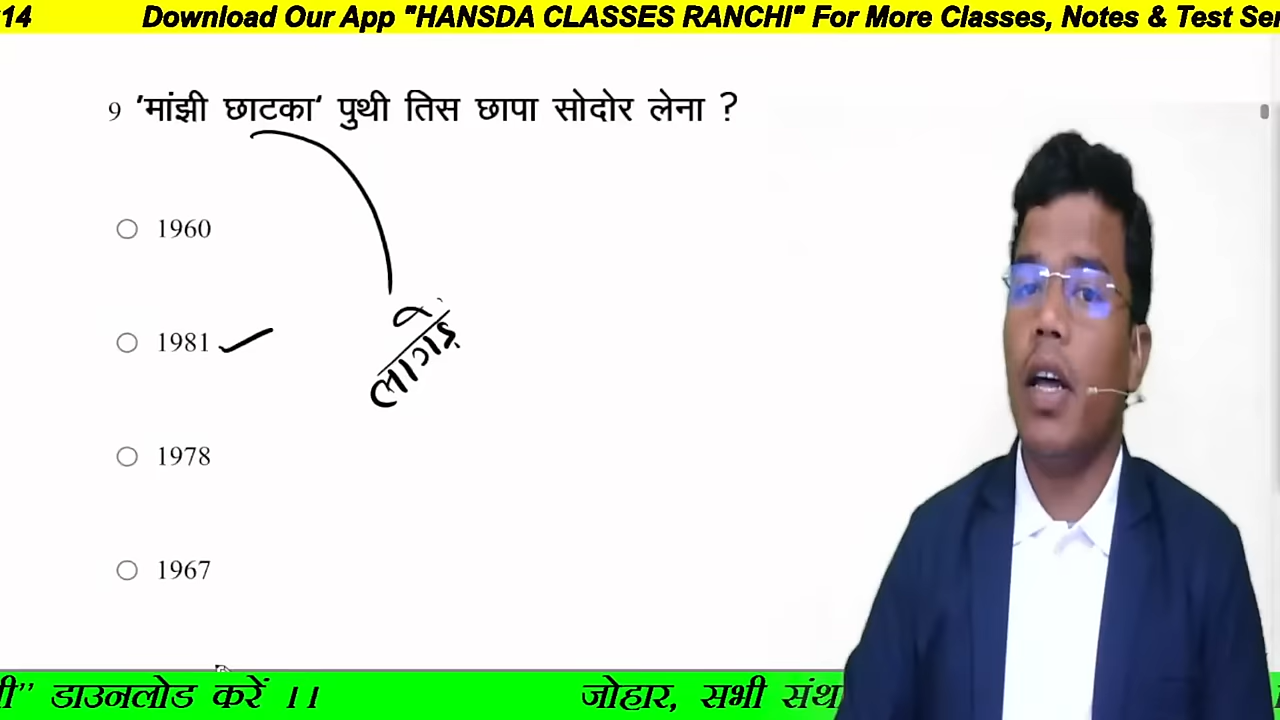 :14 Download Our App "HANSDA CLASSES RANCHI" For More Classes, Notes & Test Ser
9 ’मांझी छाटका‘ पुथी तिस छापा सोदोर लेना ?
1960
1981
लागड़े
1978
1967
ी” डाउनलोड करें ।। जोहार, सभी संथा